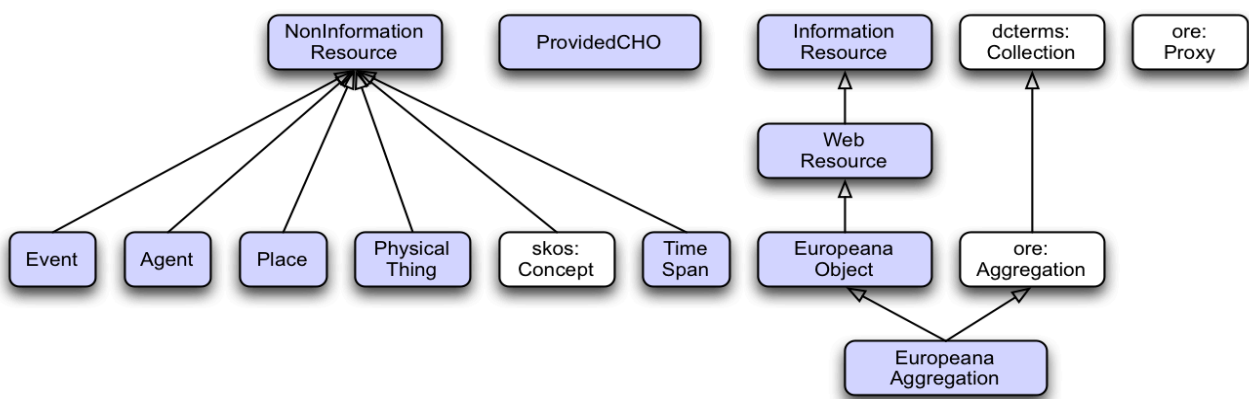 NonInformation
Resource
ProvidedCHO
Information
Resource
dcterms:
Collection
ore:
Proxy
Web
Resource
Event
Agent
Place
Physical
Thing
skos:
Concept
Time
Span
Europeana
Object
ore:
Aggregation
Europeana
Aggregation